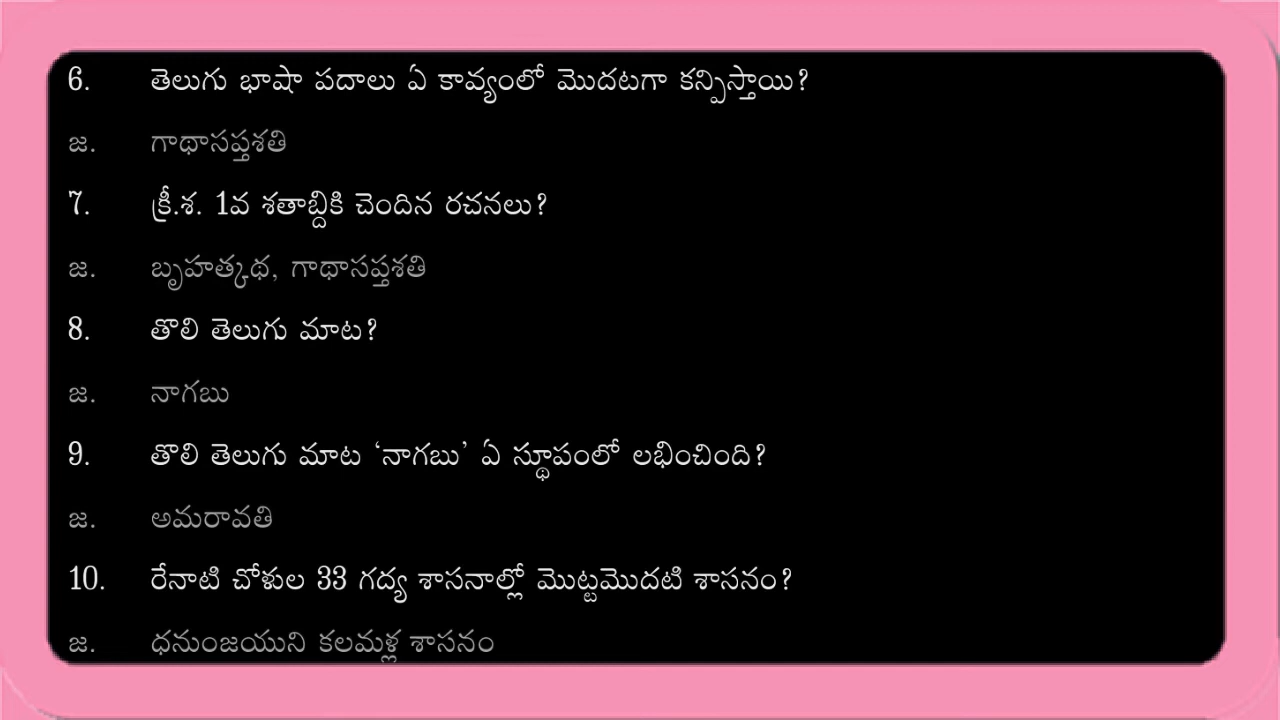 6. తెలుగు భాషా పదాలు ఏ కావ్యంలో మొదటగా కన్పిస్తాయి?
జ. గాథాసప్తశతి
7. క్రీ.శ. 1వ శతాబ్దికి చెందిన రచనలు?
జ. బృహత్కథ, గాథాసప్తశతి
8. తొలి తెలుగు మాట?
జ. నాగబు
9. తొలి తెలుగు మాట ‘నాగబు’ ఏ స్థూపంలో లభించింది?
జ. అమరావతి
10. రేనాటి చోళుల 33 గద్య శాసనాల్లో మొట్టమొదటి శాసనం?
జ. ధనుంజయుని కలమళ్ల శాసనం